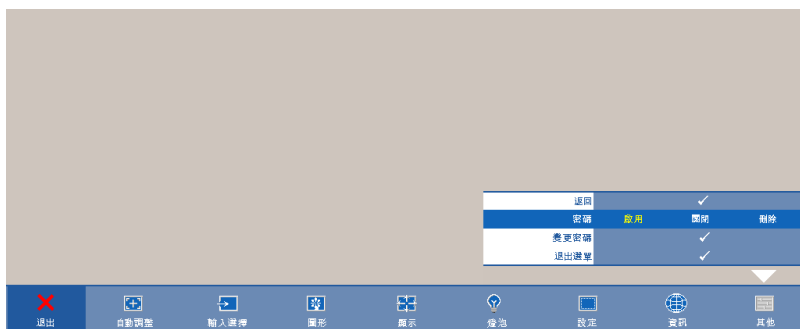 返回
密碼 啟用 關閉 刪除
變更密碼
退出選單
退出 自動調整 輸入選擇 圖形 顯示 燈泡 設定 資訊 其他